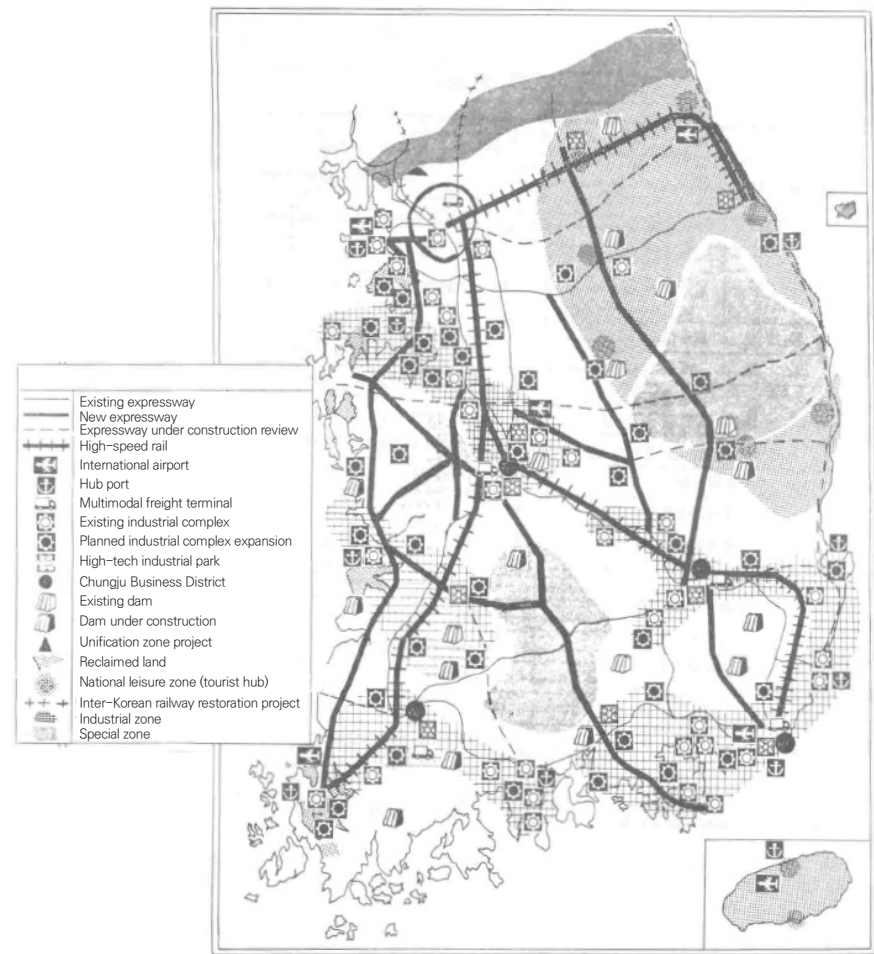 Existing expressway
New expressway
Expressway under construction review
High-speed rail
International airport
Hub port
Multimodal freight terminal
Existing industrial complex
Planned industrial complex expansion
High-tech industrial park
Chungju Business District
Existing dam
Dam under construction
Unification zone project
Reclaimed land
National leisure zone (tourist hub)
Inter-Korean railway restoration project
Industrial zone
Special zone